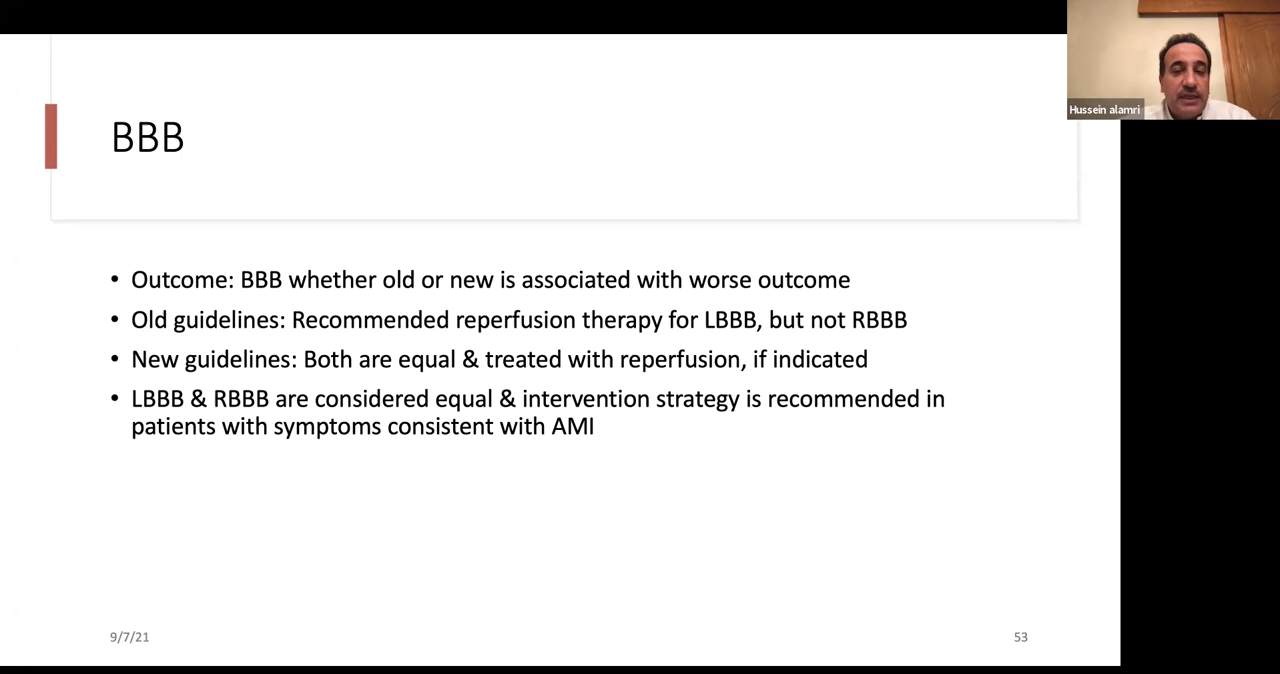 Hussein alamri
BBB
• Outcome: BBB whether old or new is associated with worse outcome
• Old guidelines: Recommended reperfusion therapy for LBBB, but not RBBB
• New guidelines: Both are equal & treated with reperfusion, if indicated
• LBBB & RBBB are considered equal & intervention strategy is recommended in
patients with symptoms consistent with AMI
9/7/21
53